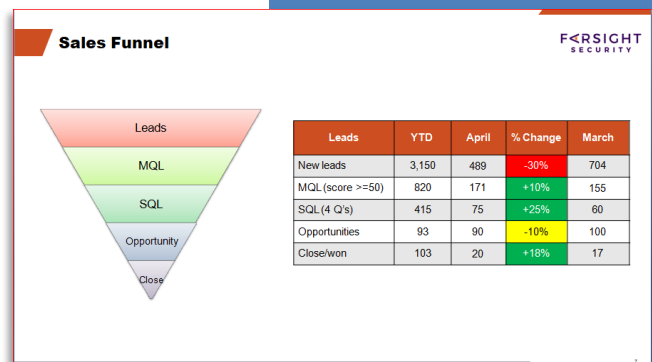 Sales Funnel
FARSIGHT
SECURITY
Leads
MQL
SQL
Opportunity
Close
Leads YTD April % Change March
New leads 3,150 489 -30% 704
MQL (score >=50) 820 171 +10% 155
SQL (4 Q's) 415 75 +25% 60
Opportunities 93 90 -10% 100
Close/won 103 20 +18% 17